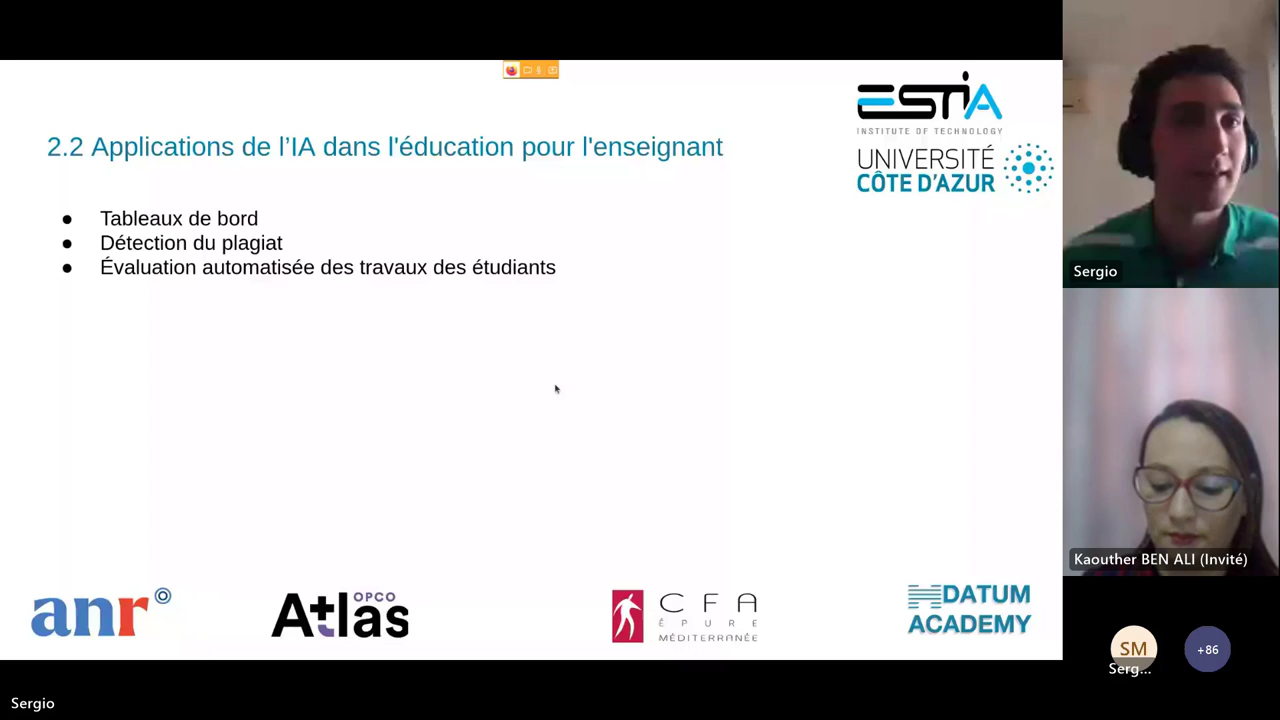 ESTIA
INSTITUTE OF TECHNOLOGY
2.2 Applications de l’IA dans l'éducation pour l'enseignant
UNIVERSITÉ
CÔTE D'AZUR
● Tableaux de bord
● Détection du plagiat
● Évaluation automatisée des travaux des étudiants
Sergio
Kaouther BEN ALI (Invité)
anr
OPCO
Atlas
CFA
ÉPURE
MÉDITERRANÉE
DATUM
ACADEMY
SM
+86
Serg...
Sergio